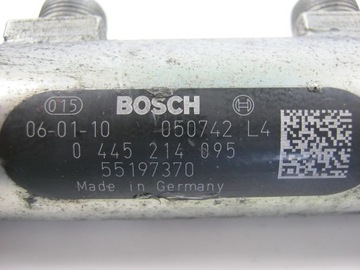 015 BOSCH
06-01-10 050742 L4
0 445 214 095
55197370
Made in Germany